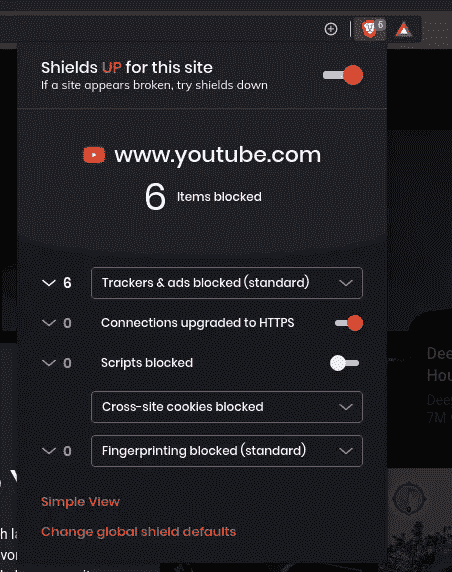 6
Shields UP for this site
If a site appears broken, try shields down
www.youtube.com
6 Items blocked
6 Trackers & ads blocked (standard)
0 Connections upgraded to HTTPS
0 Scripts blocked
Cross-site cookies blocked
0 Fingerprinting blocked (standard)
Simple View
Change global shield defaults
Dee
Hou
Dee
7M